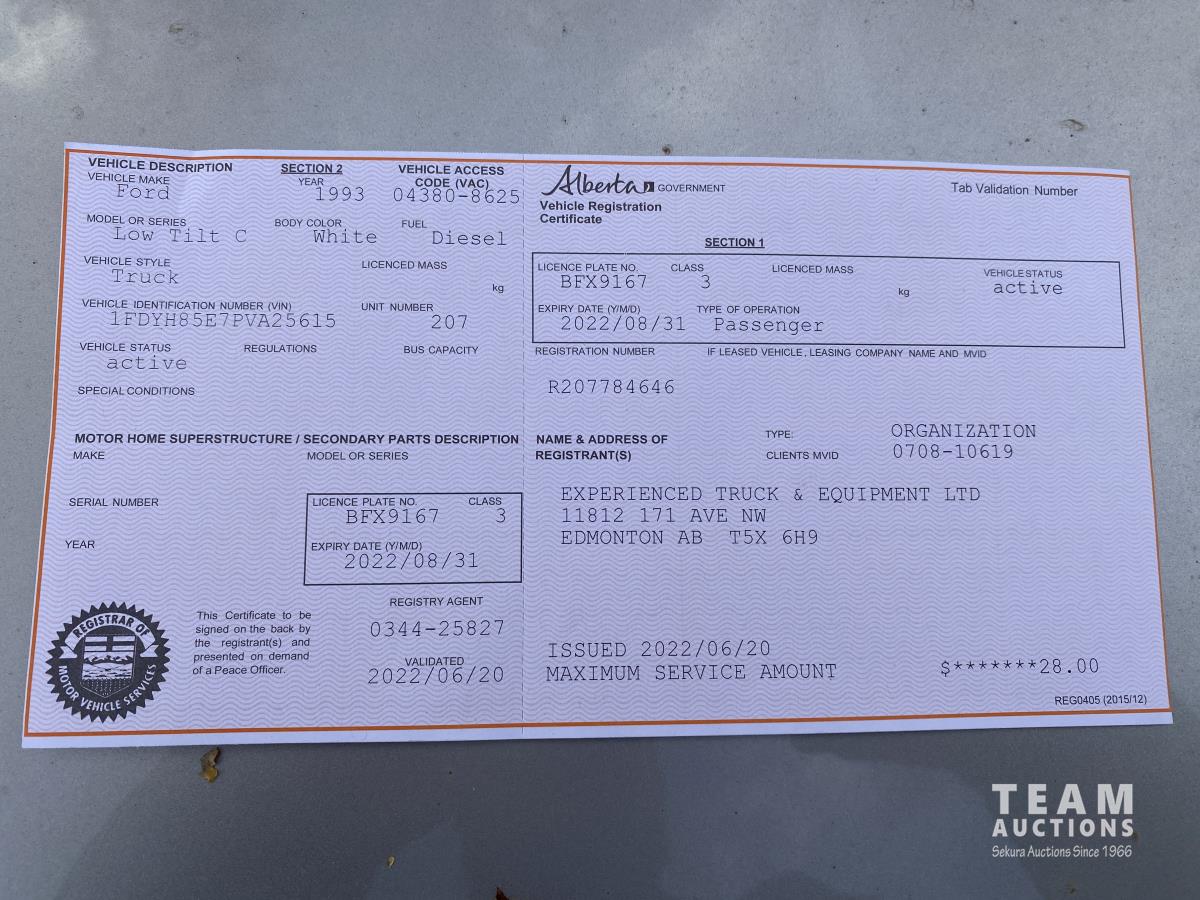 VEHICLE DESCRIPTION SECTION 2 VEHICLE ACCESS
CODE (VAC)
VEHICLE MAKE YEAR
Ford 1993 04380-8625
MODEL OR SERIES BODY COLOR FUEL
Low Tilt C White Diesel
VEHICLE STYLE LICENCED MASS
Truck
kg
VEHICLE IDENTIFICATION NUMBER (VIN) UNIT NUMBER
1FDYH85E7PVA25615 207
VEHICLE STATUS REGULATIONS BUS CAPACITY
active
SPECIAL CONDITIONS
MOTOR HOME SUPERSTRUCTURE / SECONDARY PARTS DESCRIPTION
MAKE MODEL OR SERIES
SERIAL NUMBER
YEAR
LICENCE PLATE NO. CLASS
BFX9167 3
EXPIRY DATE (Y/M/D)
2022/08/31
REGISTRAR OF
MOTOR VEHICLE SERVICES
This Certificate to be
signed on the back by
the registrant(s) and
presented on demand
of a Peace Officer.
REGISTRY AGENT
0344-25827
VALIDATED
2022/06/20
Alberta GOVERNMENT
Vehicle Registration
Certificate
Tab Validation Number
SECTION 1
LICENCE PLATE NO. CLASS LICENCED MASS VEHICLE STATUS
BFX9167 3 kg active
EXPIRY DATE (Y/M/D) TYPE OF OPERATION
2022/08/31 Passenger
REGISTRATION NUMBER IF LEASED VEHICLE, LEASING COMPANY NAME AND MVID
R207784646
NAME & ADDRESS OF
REGISTRANT(S)
TYPE: ORGANIZATION
CLIENTS MVID 0708-10619
EXPERIENCED TRUCK & EQUIPMENT LTD
11812 171 AVE NW
EDMONTON AB T5X 6H9
ISSUED 2022/06/20
MAXIMUM SERVICE AMOUNT $*******28.00
REG0405 (2015/12)
TEAM
AUCTIONS
Sekura Auctions Since 1966